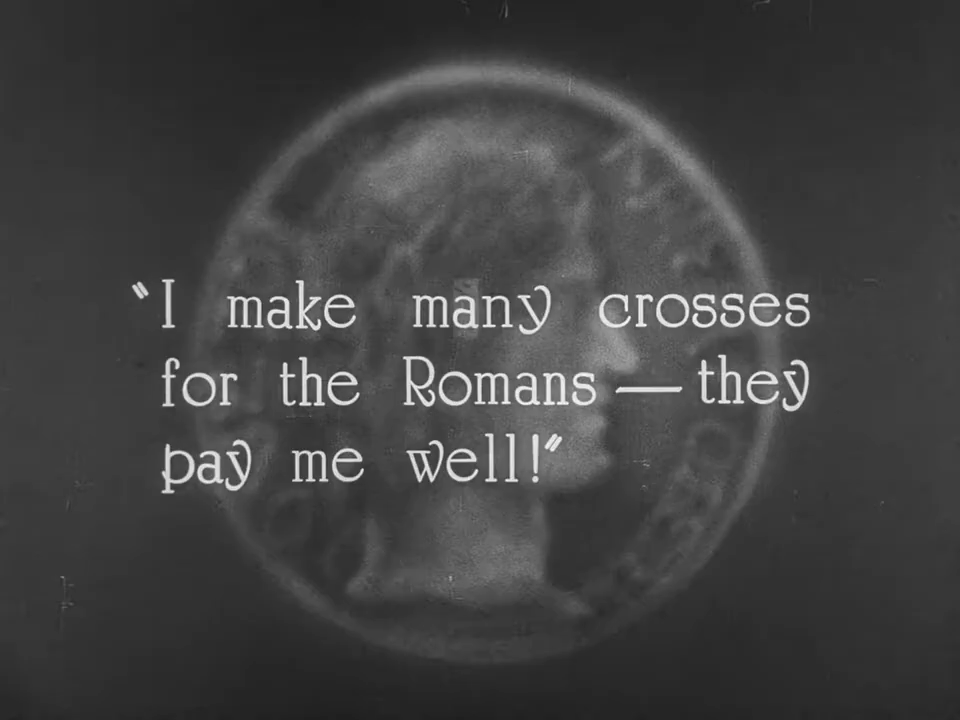 "I make many crosses
for the Romans — they
pay me well!"